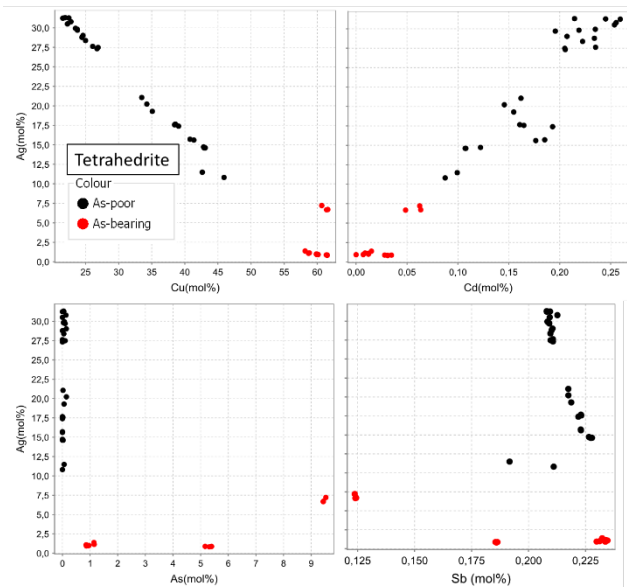 30,0
27,5
25,0
22,5
20,0
17,5
15,0
12,5
10,0
7,5
5,0
2,5
0,0
Ag(mol%)
Tetrahedrite
Colour
As-poor
As-bearing
25 30 35 40 45 50 55 60
Cu(mol%)
0,00 0,05 0,10 0,15 0,20 0,25
Cd(mol%)
30,0
27,5
25,0
22,5
20,0
17,5
15,0
12,5
10,0
7,5
5,0
2,5
0,0
Ag(mol%)
0 1 2 3 4 5 6 7 8 9
As(mol%)
0,125 0,150 0,175 0,200 0,225
Sb (mol%)